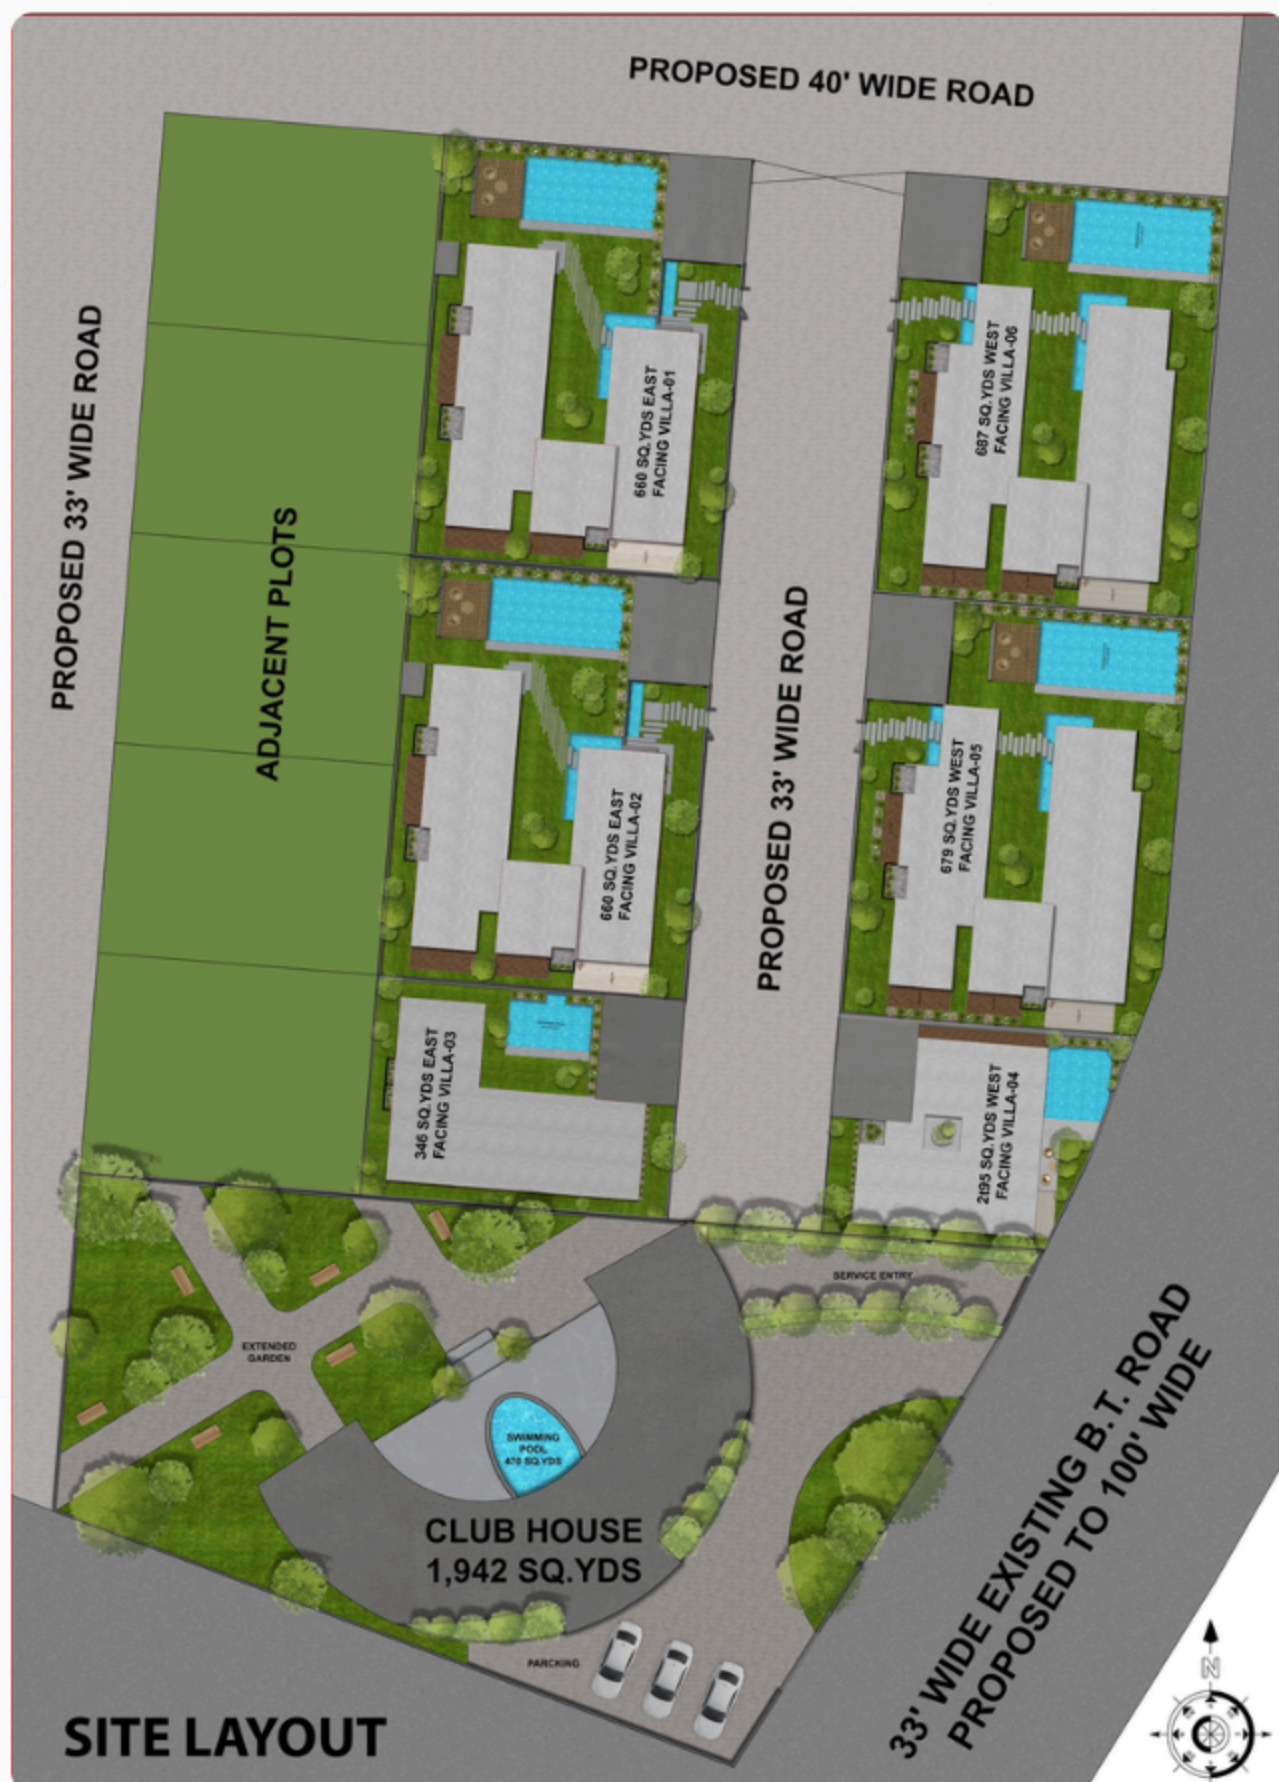 PROPOSED 40' WIDE ROAD
PROPOSED 33' WIDE ROAD
ADJACENT PLOTS
660 SQ.YDS EAST
FACING VILLA-01
687 SQ.YDS WEST
FACING VILLA-06
PROPOSED 33' WIDE ROAD
660 SQ.YDS EAST
FACING VILLA-02
679 SQ.YDS WEST
FACING VILLA-05
346 SQ.YDS EAST
FACING VILLA-03
SQ.YDS WEST
FACING VILLA-04
SERVICE ENTRY
EXTENDED
GARDEN
SWIMMING
POOL
SQ.YDS
CLUB HOUSE
1,942 SQ.YDS
PARCKING
33' WIDE EXISTING B.T. ROAD
PROPOSED TO 100' WIDE
SITE LAYOUT
N